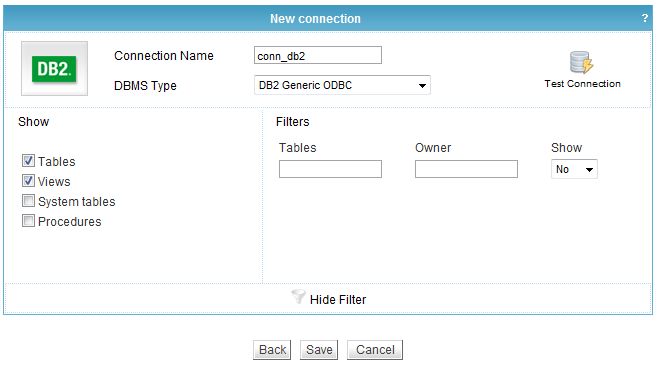 New connection ?
DB2.
Connection Name conn_db2
DBMS Type DB2 Generic ODBC
Test Connection
Show
Tables
Views
System tables
Procedures
Filters
Tables Owner Show
No
Hide Filter
Back Save Cancel